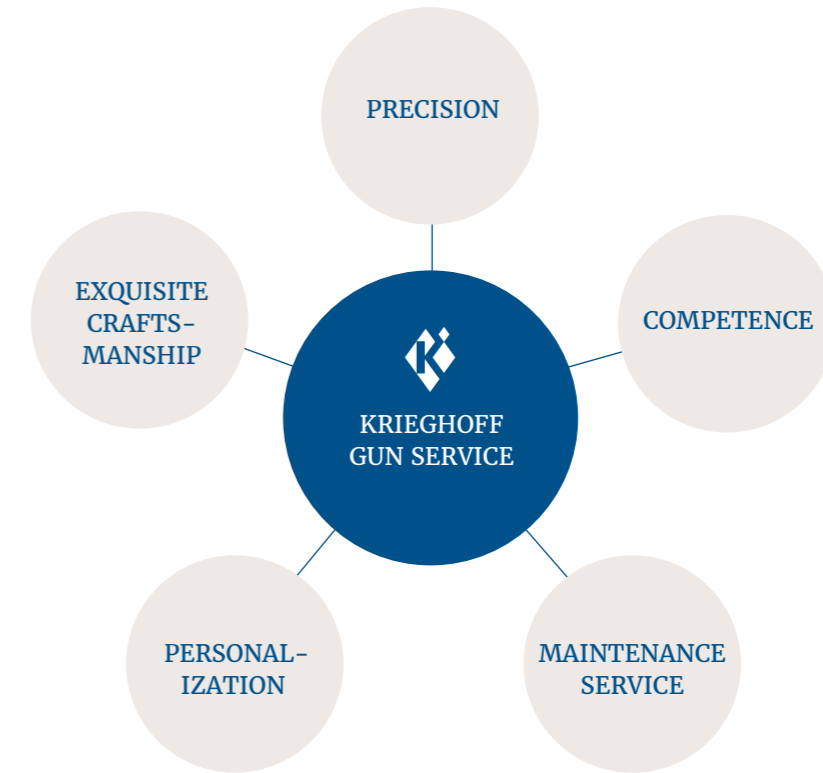 PRECISION
EXQUISITE
CRAFTS-
MANSHIP
COMPETENCE
K
KRIEGHOFF
GUN SERVICE
PERSONAL-
IZATION
MAINTENANCE
SERVICE